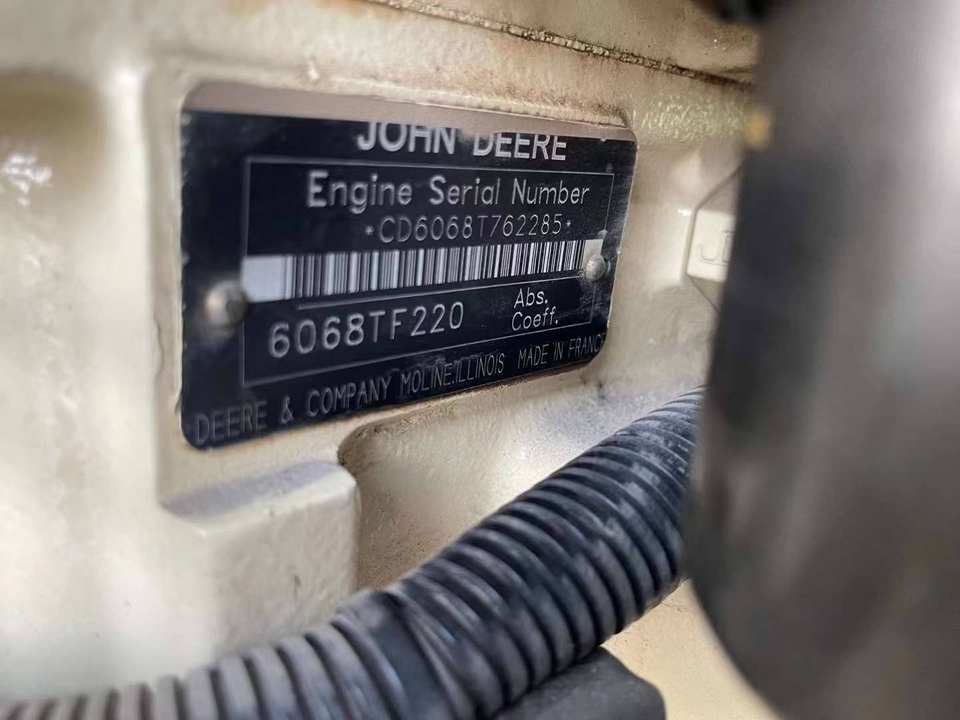 JOHN DEERE
Engine Serial Number
*CD6068T762285*
6068TF220
Abs.
Coeff.
DEERE & COMPANY MOLINE.ILLINOIS MADE IN FRANCE